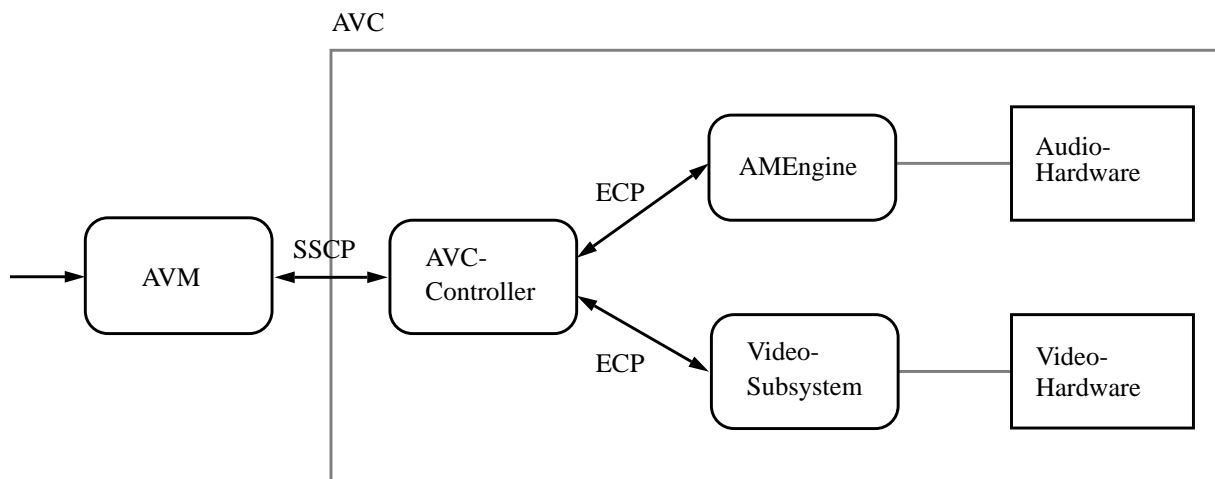 AVC
AVM
SSCP
AVC-
Controller
ECP
ECP
AMEngine
Audio-
Hardware
Video-
Subsystem
Video-
Hardware